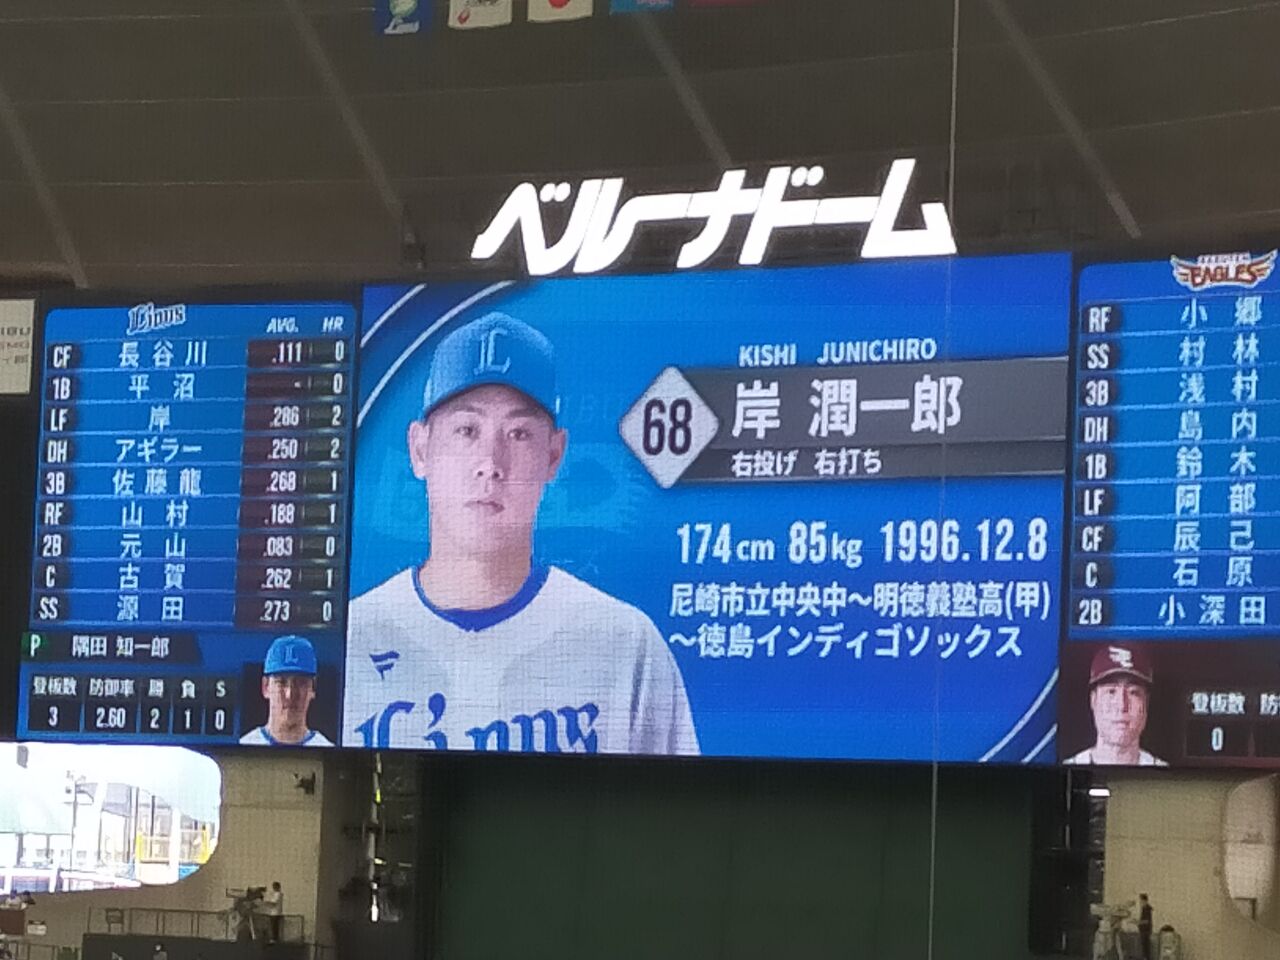 ベルーナドーム
Lions
AVG. HR
CF 長谷川 .111 0
1B 平沼 - 0
LF 岸 .286 2
DH アギラー .250 2
3B 佐藤龍 .268 1
RF 山村 .188 1
2B 元山 .083 0
C 古賀 .262 1
SS 源田 .273 0
P 隅田 知一郎
登板数 防御率 勝 負 S
3 2.60 2 1 0
L
KISHI JUNICHIRO
68 岸 潤一郎
右投げ 右打ち
174cm 85kg 1996.12.8
尼崎市立中央中～明徳義塾高(甲)
～徳島インディゴソックス
Lions
EAGLES
RF 小郷
SS 村林
3B 浅村
DH 島内
1B 鈴木
LF 阿部
CF 辰己
C 石原
2B 小深田
登板数 防
0